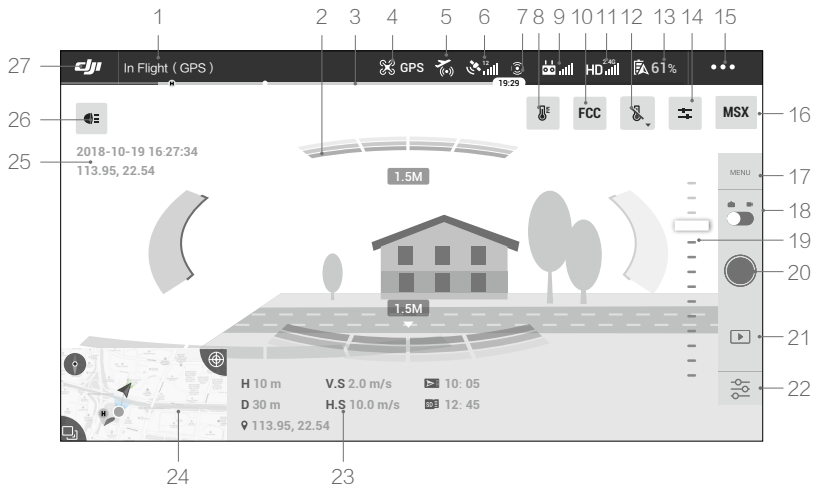 1 2 3 4 5 6 7 8 9 10 11 12 13 14 15
27 dji In Flight ( GPS ) GPS 12 HD 2.4G 61%
H 19:29
26 E FCC MSX 16
25 2018-10-19 16:27:34
113.95, 22.54
1.5M
MENU 17
18
19
20
1.5M
21
H 10 m V.S 2.0 m/s 10: 05
D 30 m H.S 10.0 m/s SD 12: 45
113.95, 22.54
H
22
24 23